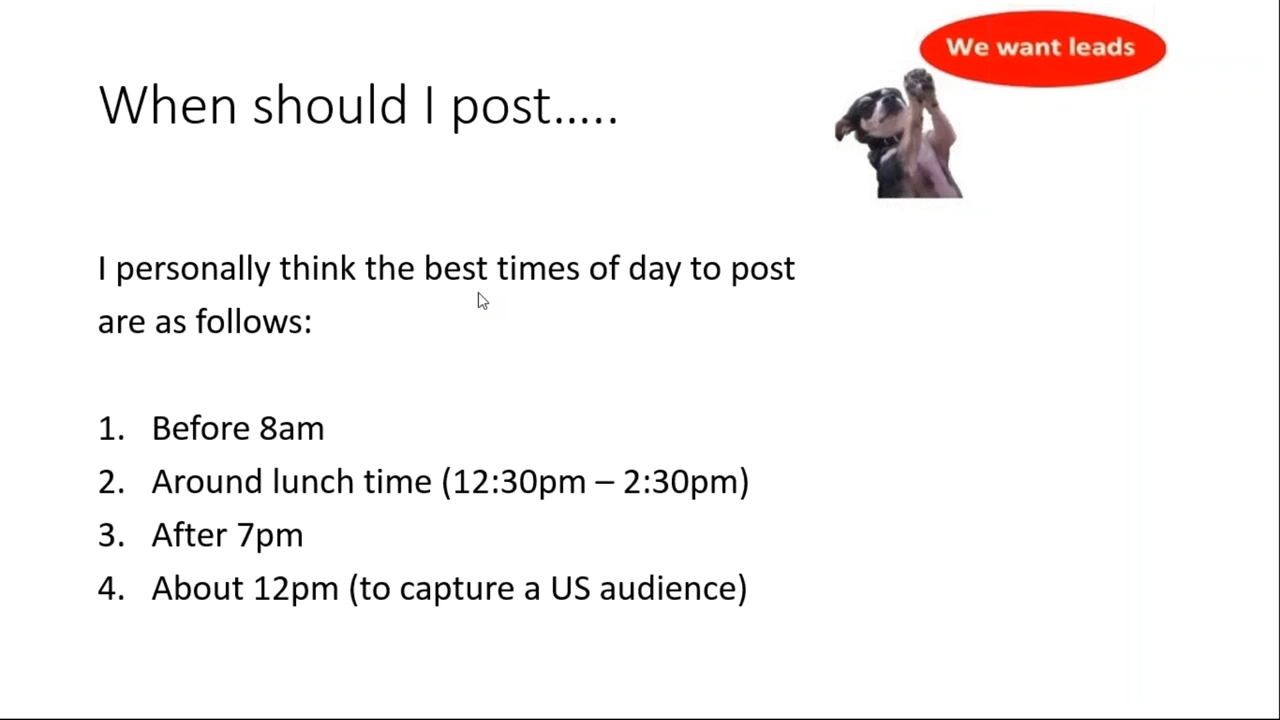 We want leads
When should I post.....
I personally think the best times of day to post
are as follows:
1. Before 8am
2. Around lunch time (12:30pm – 2:30pm)
3. After 7pm
4. About 12pm (to capture a US audience)